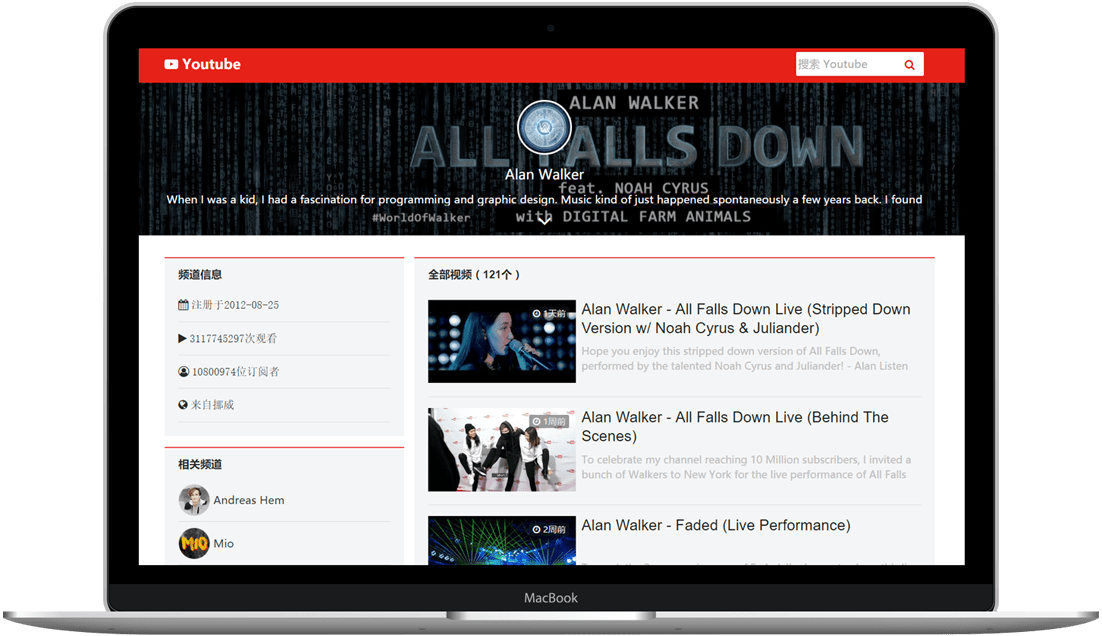 Youtube
搜索 Youtube
ALAN WALKER
ALL FALLS DOWN
Alan Walker
feat. NOAH CYRUS
When I was a kid, I had a fascination for programming and graphic design. Music kind of just happened spontaneously a few years back. I found
#WorldOfWalker
with DIGITAL FARM ANIMALS
频道信息
注册于2012-08-25
3117745297次观看
10800974位订阅者
来自挪威
相关频道
Andreas Hem
MIO
Mio
全部视频 ( 121个 )
1天前
Alan Walker - All Falls Down Live (Stripped Down
Version w/ Noah Cyrus & Juliander)
Hope you enjoy this stripped down version of All Falls Down,
performed by the talented Noah Cyrus and Juliander! - Alan Listen
1周前
Alan Walker - All Falls Down Live (Behind The
Scenes)
To celebrate my channel reaching 10 Million subscribers, I invited a
bunch of Walkers to New York for the live performance of All Falls
2周前
Alan Walker - Faded (Live Performance)
MacBook